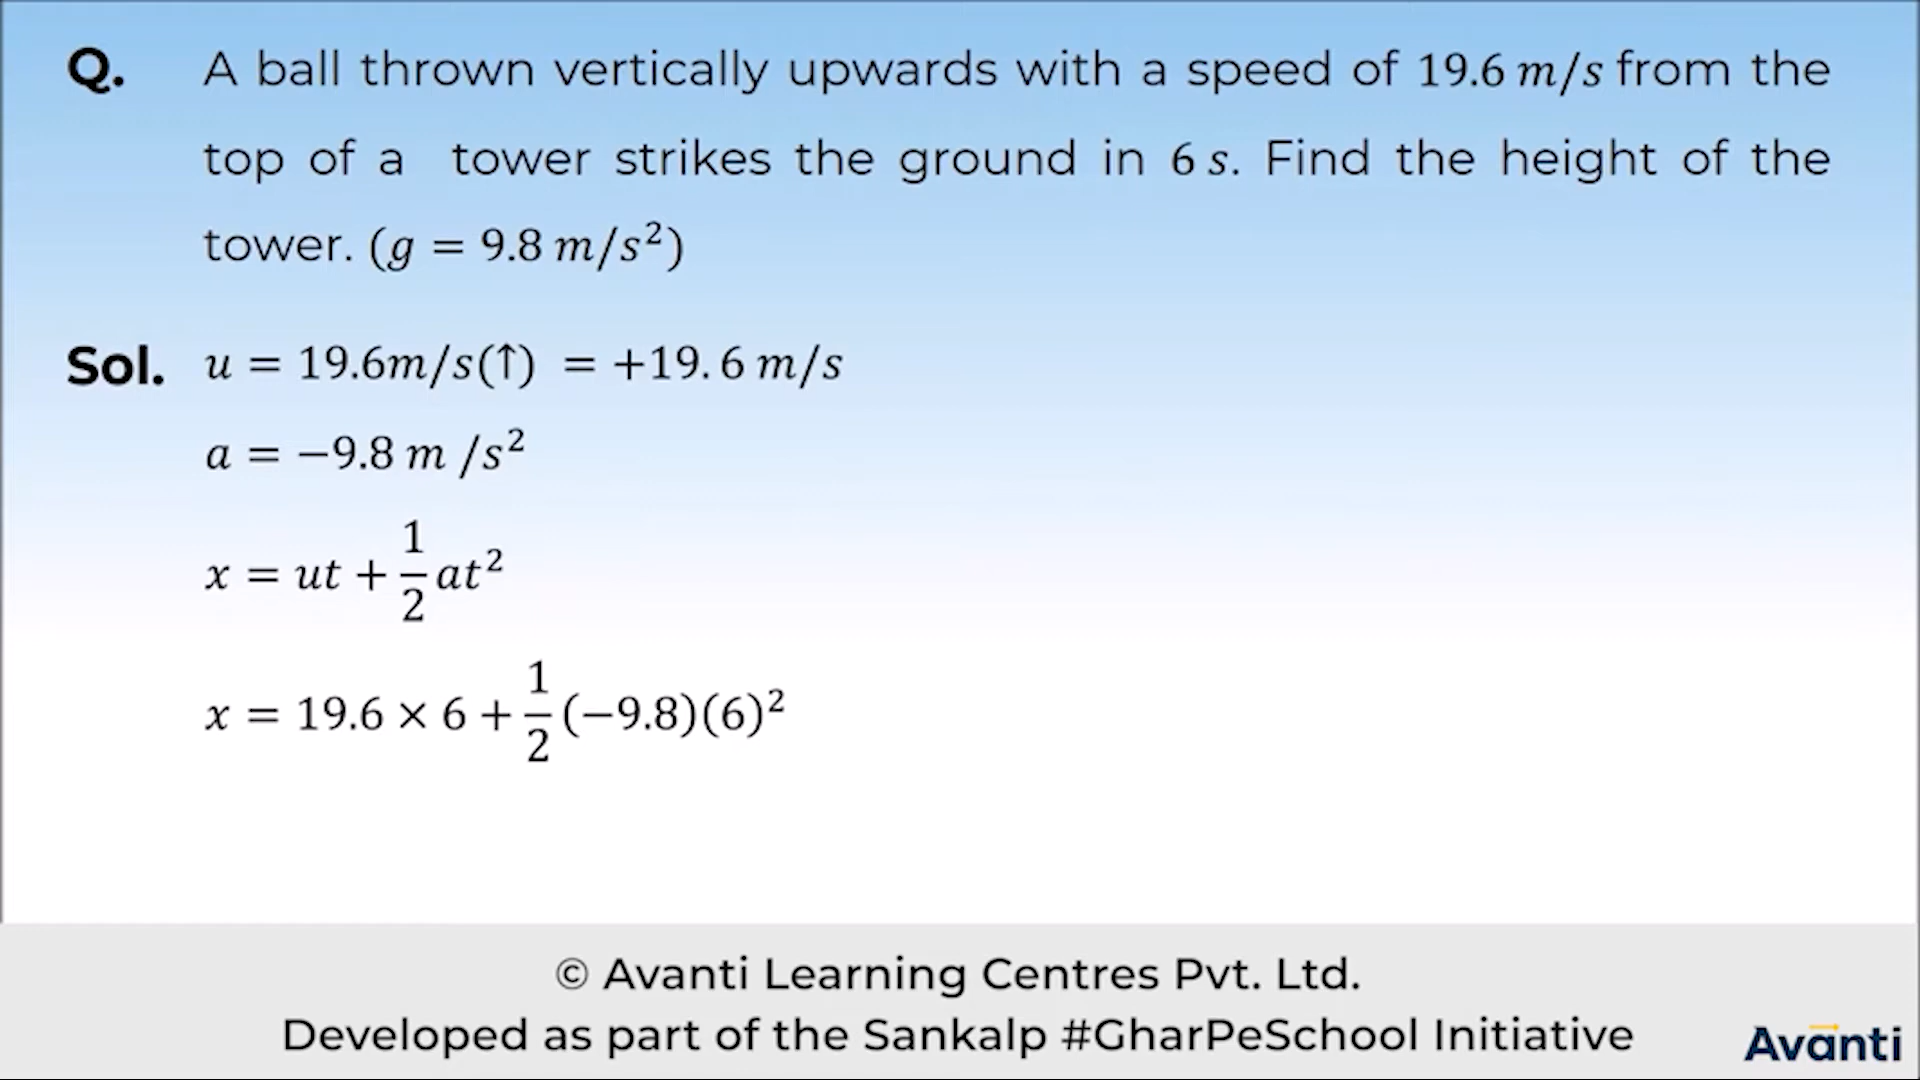 Q. A ball thrown vertically upwards with a speed of 19.6 m/s from the
top of a tower strikes the ground in 6 s. Find the height of the
tower. (g = 9.8 m/s²)
Sol. u = 19.6m/s(↑) = +19.6 m/s
a = −9.8 m /s²
x = ut + 1/2 at²
x = 19.6 × 6 + 1/2 (−9.8)(6)²
© Avanti Learning Centres Pvt. Ltd.
Developed as part of the Sankalp #GharPeSchool Initiative
Avanti